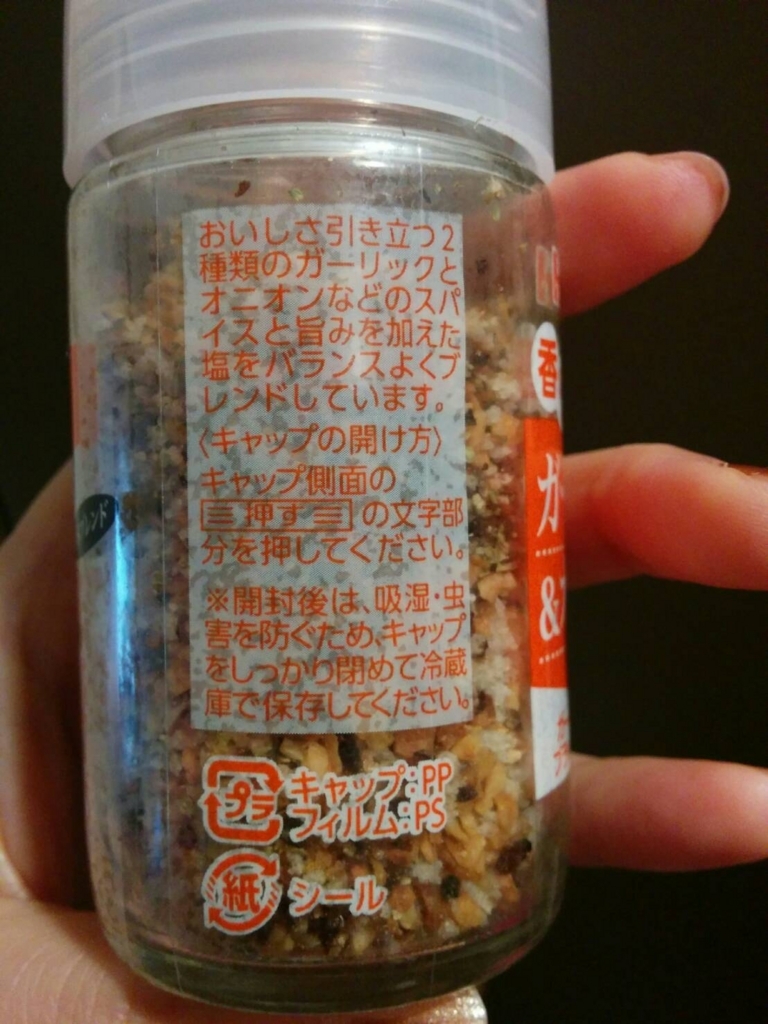 おいしさ引き立つ2
種類のガーリックと
オニオンなどのスパ
イスと旨みを加えた
塩をバランスよくブ
レンドしています。
〈キャップの開け方〉
キャップ側面の
押す の文字部
分を押してください。
※開封後は、吸湿・虫
害を防ぐため、キャップ
をしっかり閉めて冷蔵
庫で保存してください。
プラ キャップ:PP
フィルム:PS
紙 シール
レンド
香
ガー
&